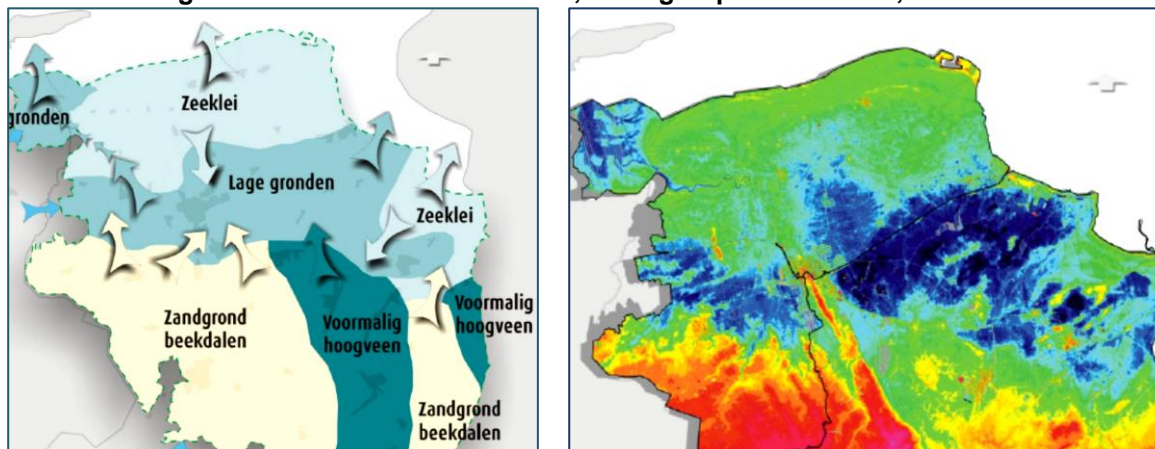 gronden
Zeeklei
Lage gronden
Zeeklei
Zandgrond
beekdalen
Voormalig
hoogveen
Voormalig
hoogveen
Zandgrond
beekdalen